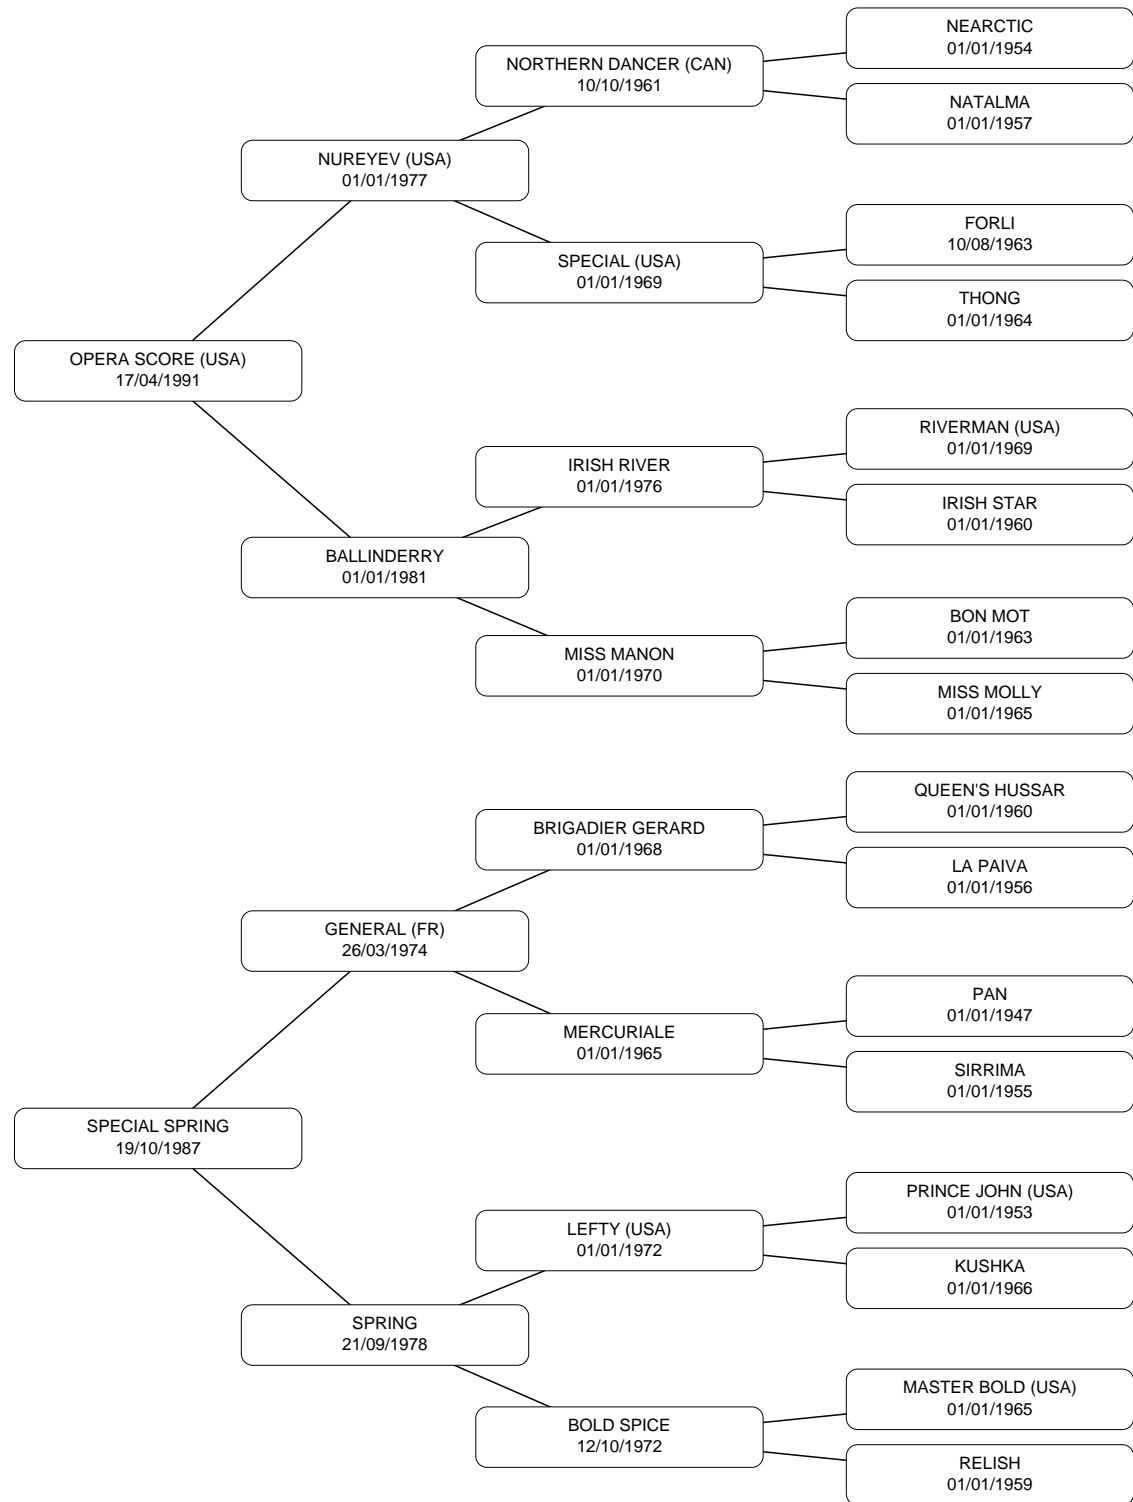 NEARCTIC
01/01/1954
NORTHERN DANCER (CAN)
10/10/1961
NATALMA
01/01/1957
NUREYEV (USA)
01/01/1977
FORLI
10/08/1963
SPECIAL (USA)
01/01/1969
THONG
01/01/1964
OPERA SCORE (USA)
17/04/1991
RIVERMAN (USA)
01/01/1969
IRISH RIVER
01/01/1976
IRISH STAR
01/01/1960
BALLINDERRY
01/01/1981
BON MOT
01/01/1963
MISS MANON
01/01/1970
MISS MOLLY
01/01/1965
QUEEN'S HUSSAR
01/01/1960
BRIGADIER GERARD
01/01/1968
LA PAIVA
01/01/1956
GENERAL (FR)
26/03/1974
PAN
01/01/1947
MERCURIALE
01/01/1965
SIRRIMA
01/01/1955
SPECIAL SPRING
19/10/1987
PRINCE JOHN (USA)
01/01/1953
LEFTY (USA)
01/01/1972
KUSHKA
01/01/1966
SPRING
21/09/1978
MASTER BOLD (USA)
01/01/1965
BOLD SPICE
12/10/1972
RELISH
01/01/1959